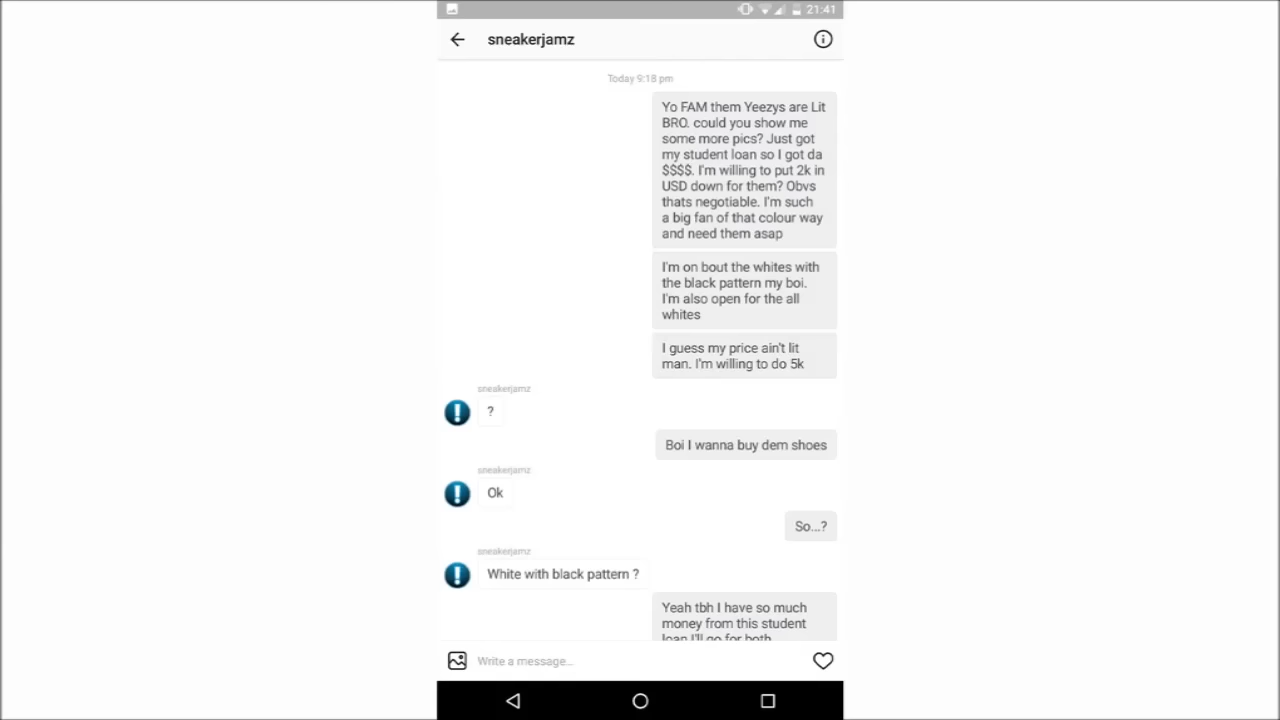 21:41
sneakerjamz
Today 9:18 pm
Yo FAM them Yeezys are Lit
BRO. could you show me
some more pics? Just got
my student loan so I got da
$$$$. I'm willing to put 2k in
USD down for them? Obvs
thats negotiable. I'm such
a big fan of that colour way
and need them asap
I'm on bout the whites with
the black pattern my boi.
I'm also open for the all
whites
I guess my price ain't lit
man. I'm willing to do 5k
sneakerjamz
?
Boi I wanna buy dem shoes
sneakerjamz
Ok
So...?
sneakerjamz
White with black pattern ?
Yeah tbh I have so much
money from this student
loan I'll go for both
Write a message...